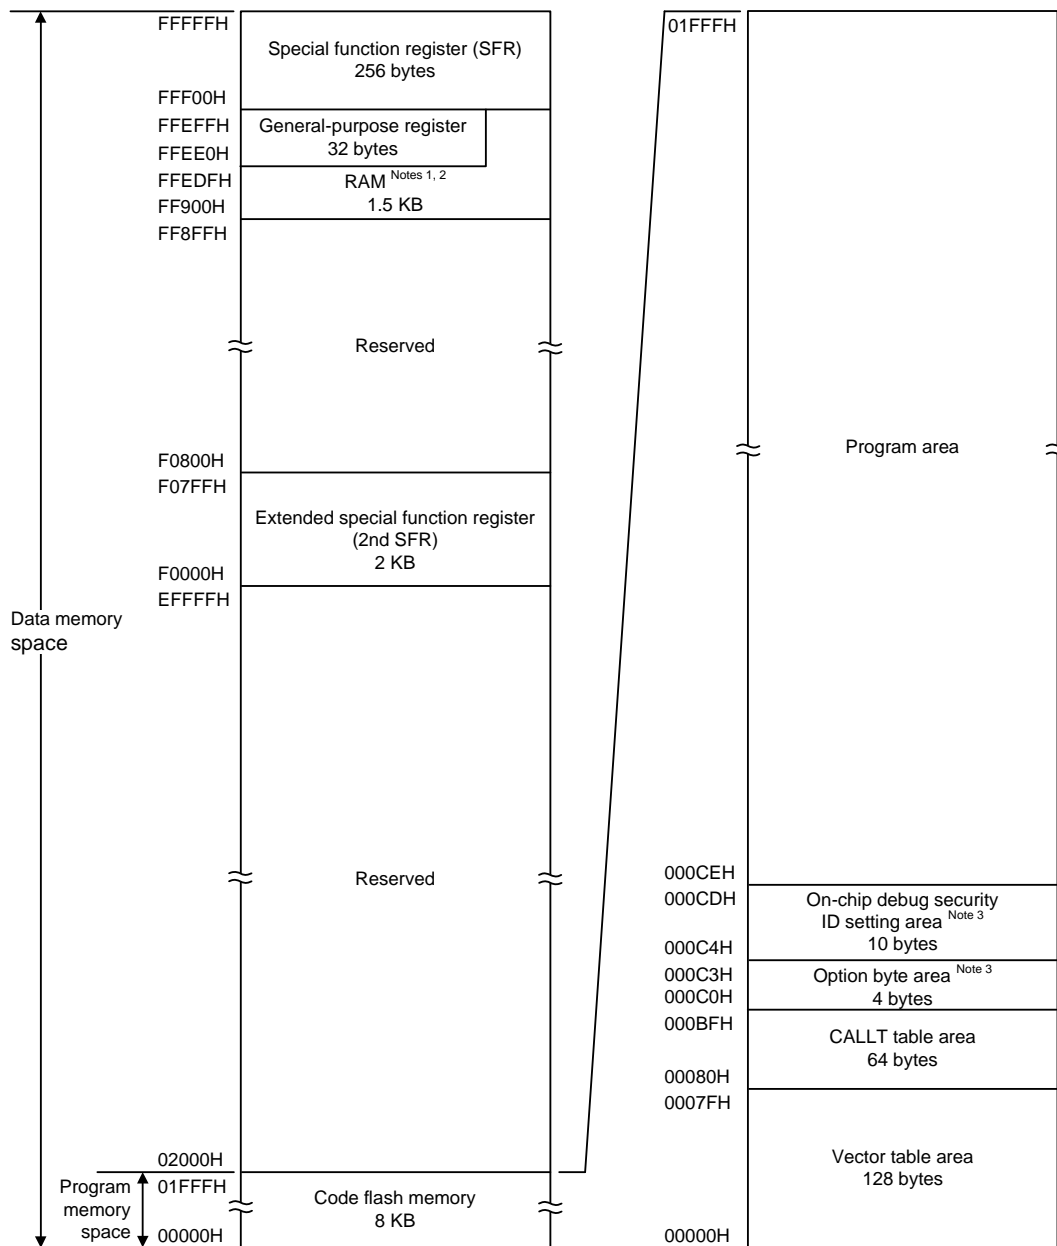 FFFFFH
Special function register (SFR)
256 bytes
FFF00H
FFEFFH
General-purpose register
32 bytes
FFEE0H
FFEDFH
RAM Notes 1, 2
1.5 KB
FF900H
FF8FFH
Reserved
F0800H
F07FFH
Extended special function register
(2nd SFR)
2 KB
F0000H
EFFFFH
Data memory
space
Reserved
02000H
Program
memory
space
01FFFH
Code flash memory
8 KB
00000H
01FFFH
Program area
000CEH
000CDH
On-chip debug security
ID setting area Note 3
10 bytes
000C4H
000C3H
Option byte area Note 3
4 bytes
000C0H
000BFH
CALLT table area
64 bytes
00080H
0007FH
Vector table area
128 bytes
00000H